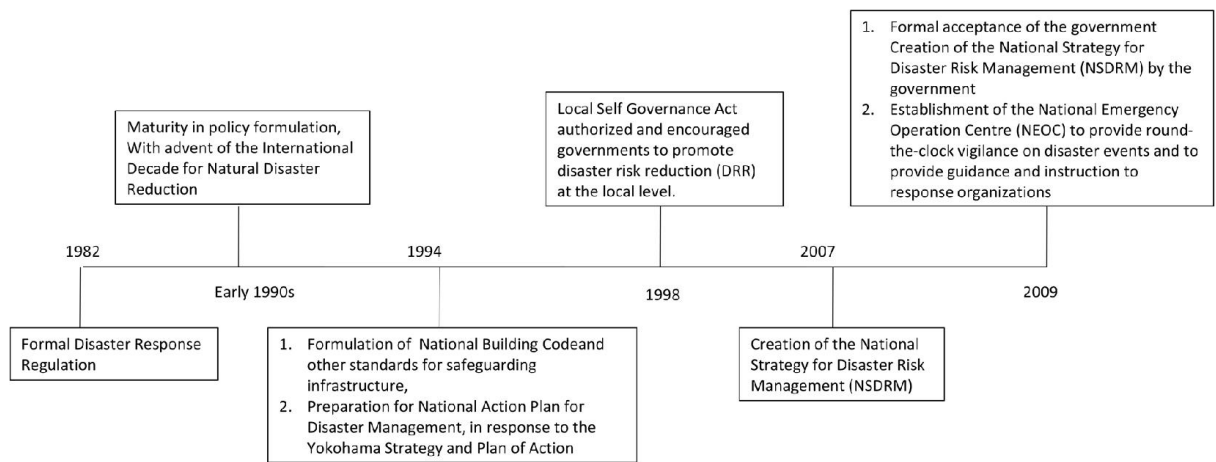 1. Formal acceptance of the government
Creation of the National Strategy for
Disaster Risk Management (NSDRM) by the
government
2. Establishment of the National Emergency
Operation Centre (NEOC) to provide round-
the-clock vigilance on disaster events and to
provide guidance and instruction to
response organizations
Local Self Governance Act
authorized and encouraged
governments to promote
disaster risk reduction (DRR)
at the local level.
Maturity in policy formulation,
With advent of the International
Decade for Natural Disaster
Reduction
1982
1994
2007
Early 1990s
1998
2009
Formal Disaster Response
Regulation
1. Formulation of National Building Codeand
other standards for safeguarding
infrastructure,
2. Preparation for National Action Plan for
Disaster Management, in response to the
Yokohama Strategy and Plan of Action
Creation of the National
Strategy for Disaster Risk
Management (NSDRM)